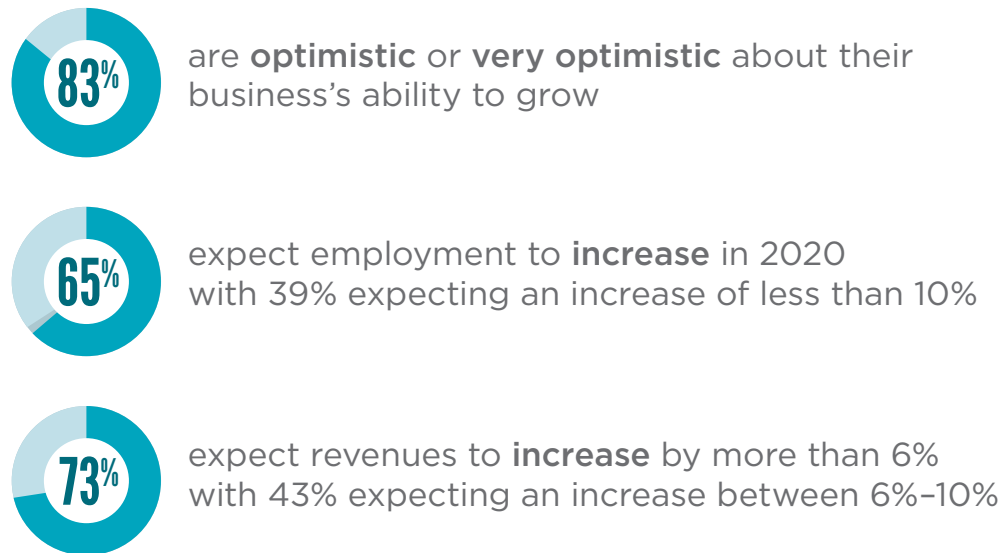 83%
are optimistic or very optimistic about their
business’s ability to grow
65%
expect employment to increase in 2020
with 39% expecting an increase of less than 10%
73%
expect revenues to increase by more than 6%
with 43% expecting an increase between 6%–10%